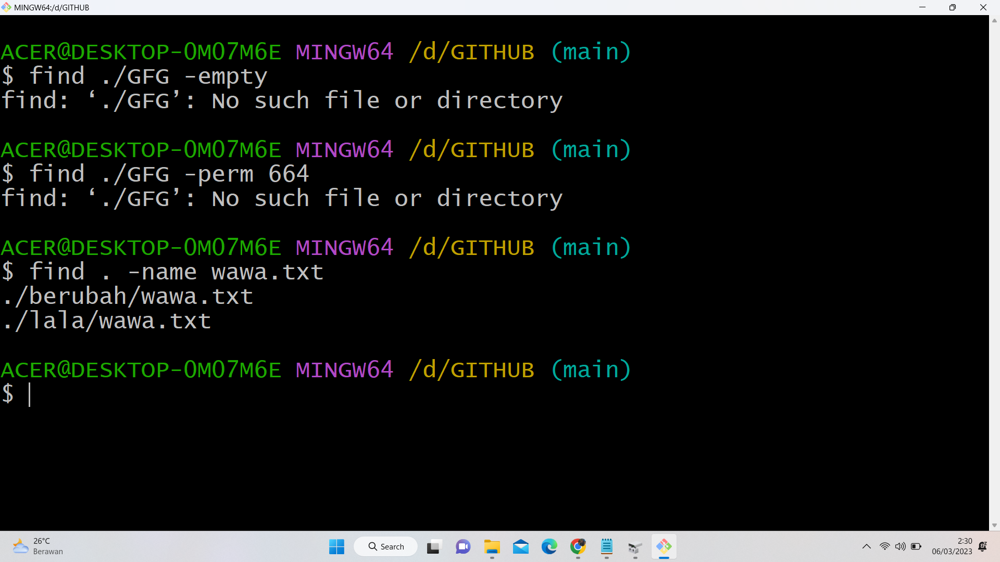 MINGW64:/d/GITHUB
ACER@DESKTOP-0M07M6E MINGW64 /d/GITHUB (main)
$ find ./GFG -empty
find: ‘./GFG’: No such file or directory
ACER@DESKTOP-0M07M6E MINGW64 /d/GITHUB (main)
$ find ./GFG -perm 664
find: ‘./GFG’: No such file or directory
ACER@DESKTOP-0M07M6E MINGW64 /d/GITHUB (main)
$ find . -name wawa.txt
./berubah/wawa.txt
./lala/wawa.txt
ACER@DESKTOP-0M07M6E MINGW64 /d/GITHUB (main)
$
26°C
Berawan
Search
2:30
06/03/2023